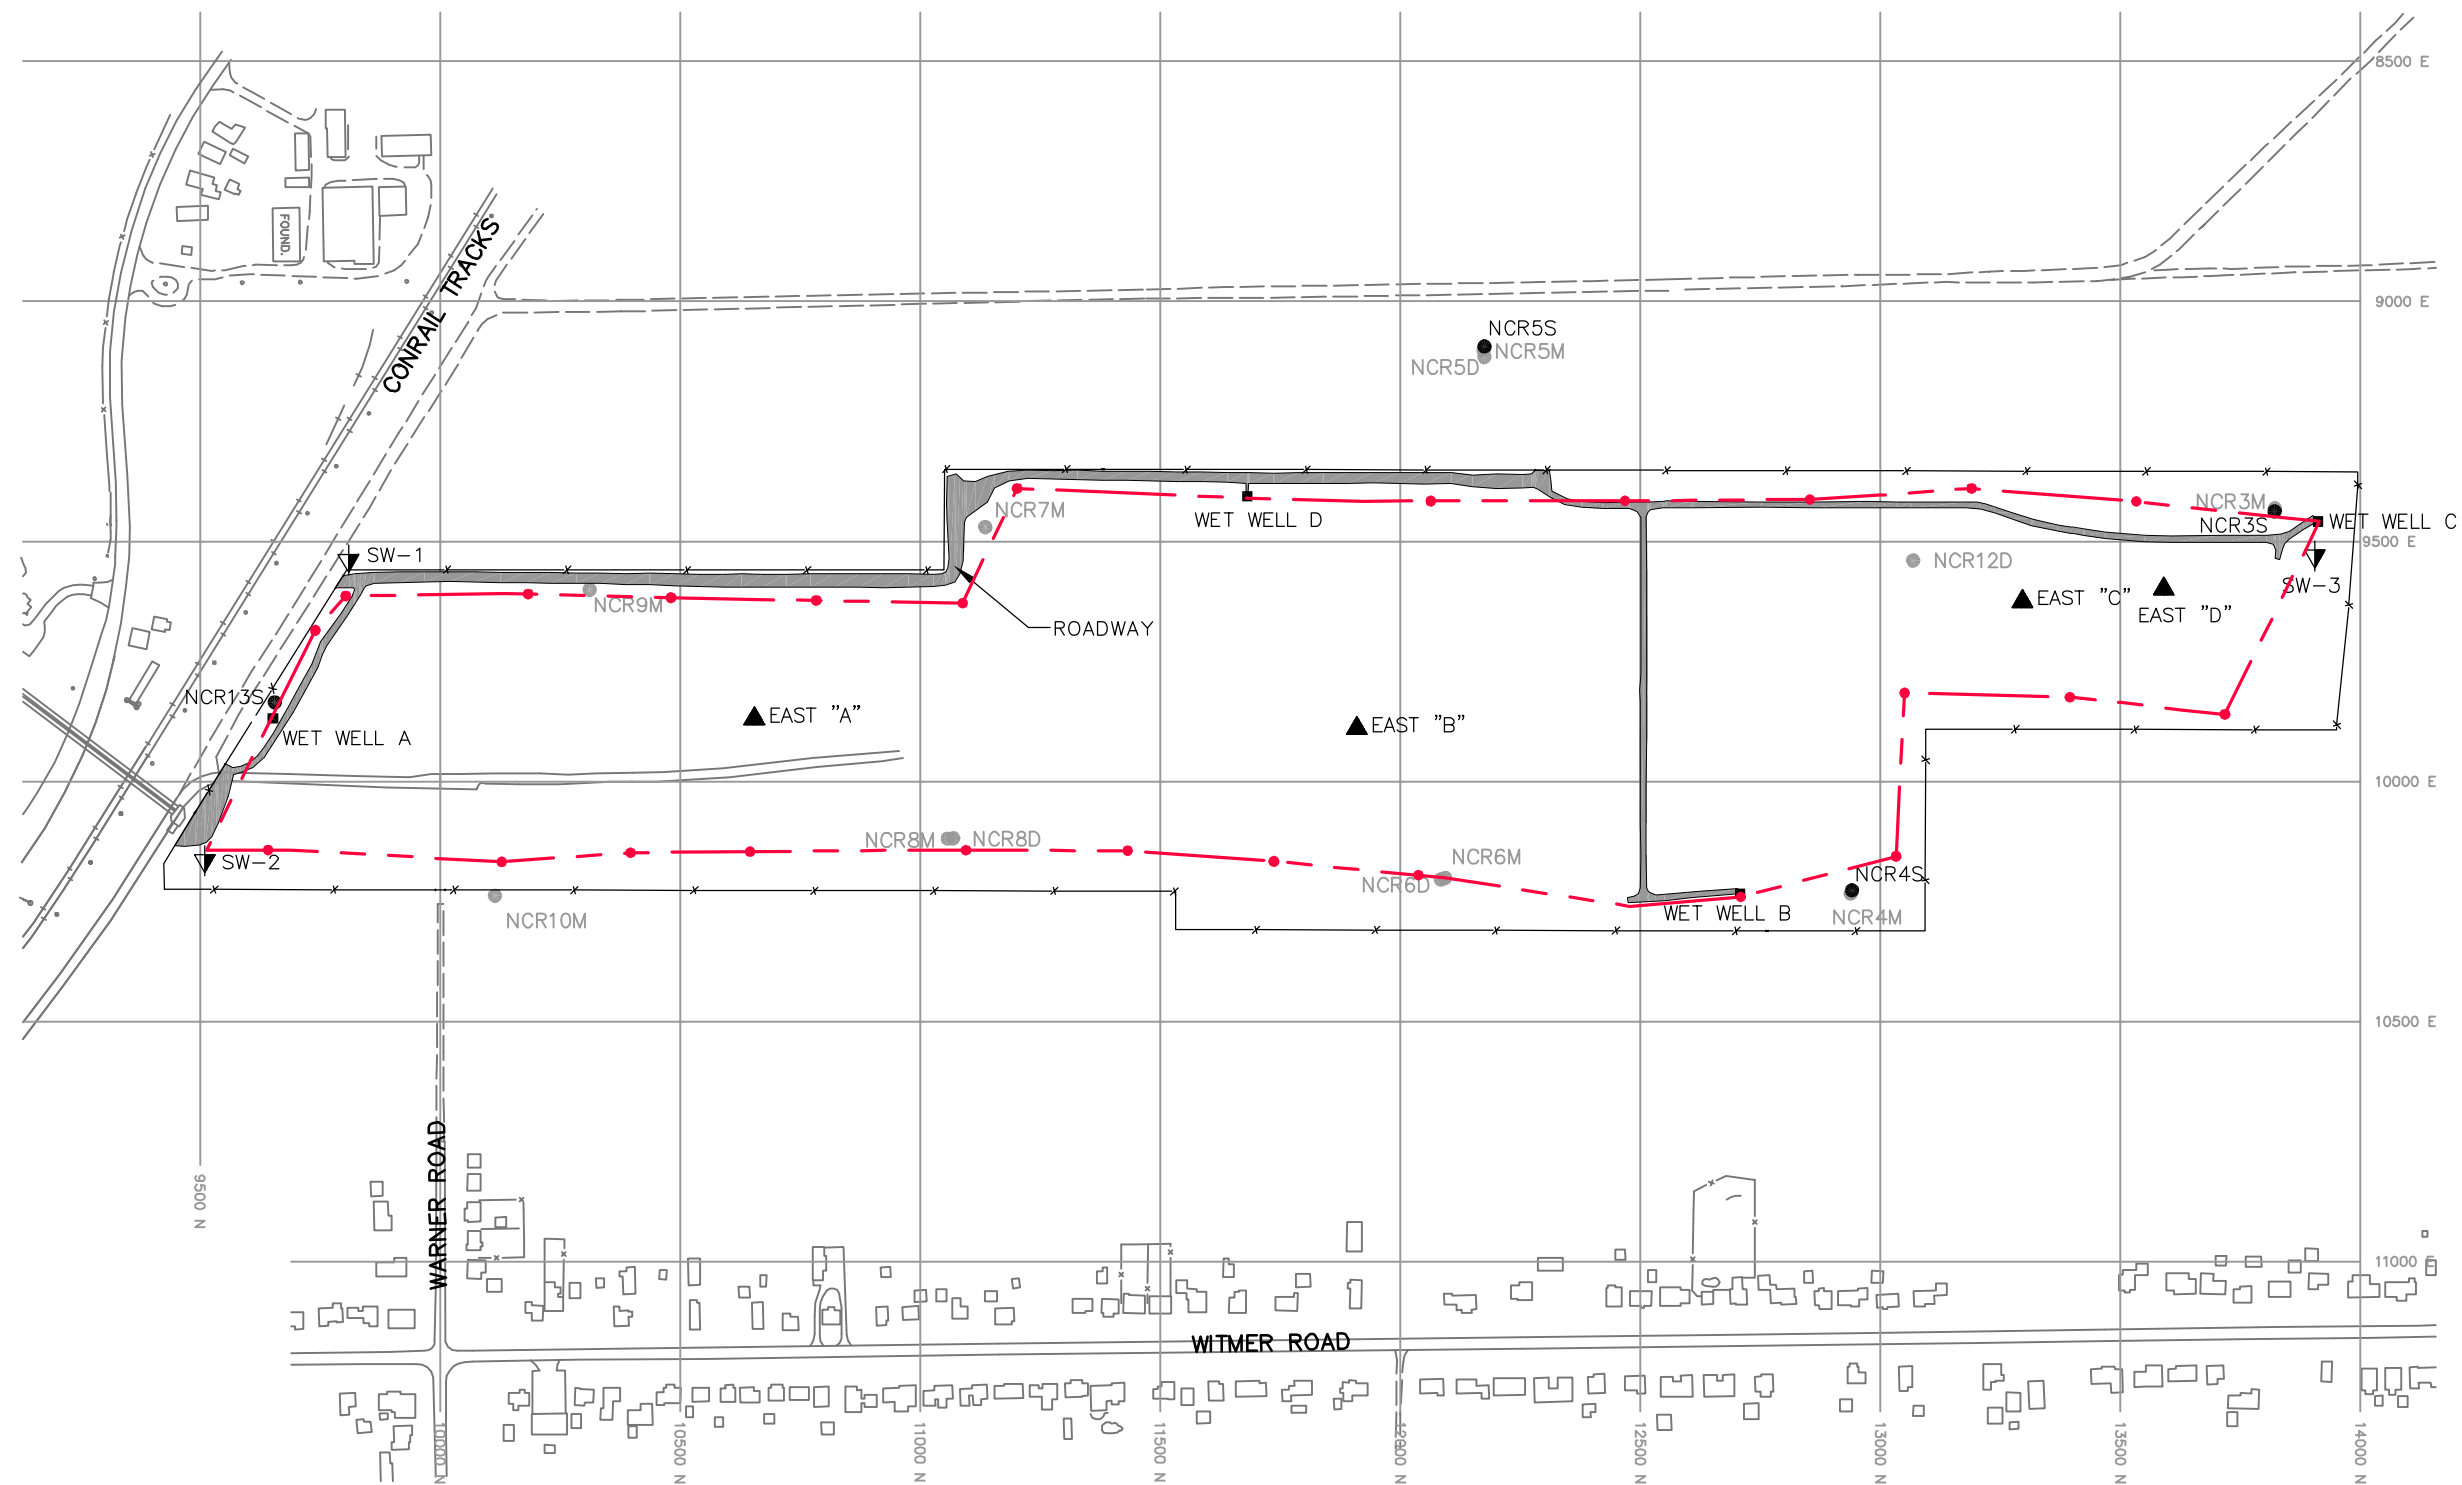 8500 E
FOUND.
CONRAIL TRACKS
9000 E
NCR5S
NCR5M
NCR5D
NCR7M
NCR3M
NCR3S
WET WELL D
WET WELL C
9500 E
SW-1
NCR12D
SW-3
NCR9M
EAST "C"
EAST "D"
ROADWAY
NCR13S
EAST "A"
EAST "B"
WET WELL A
10000 E
NCR8M
NCR8D
SW-2
NCR6M
NCR6D
NCR4S
WET WELL B
NCR4M
NCR10M
10500 E
WARNER ROAD
9500 N
11000 E
WITMER ROAD
10000 N
10500 N
11000 N
11500 N
12000 N
12500 N
13000 N
13500 N
14000 N